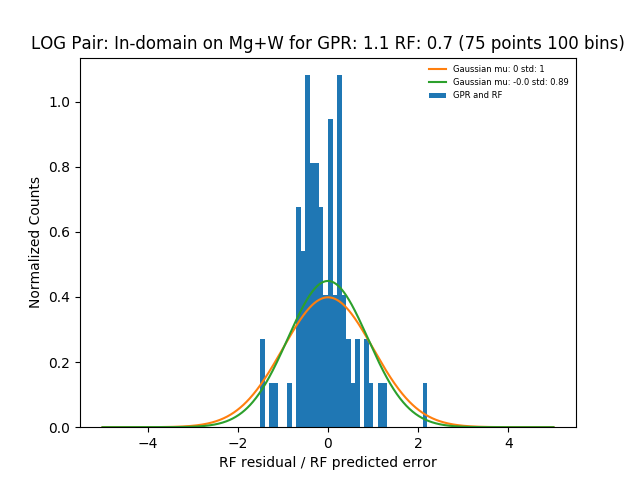 LOG Pair: In-domain on Mg+W for GPR: 1.1 RF: 0.7 (75 points 100 bins)
Gaussian mu: 0 std: 1
Gaussian mu: -0.0 std: 0.89
GPR and RF
Normalized Counts
1.0
0.8
0.6
0.4
0.2
0.0
−4 −2 0 2 4
RF residual / RF predicted error